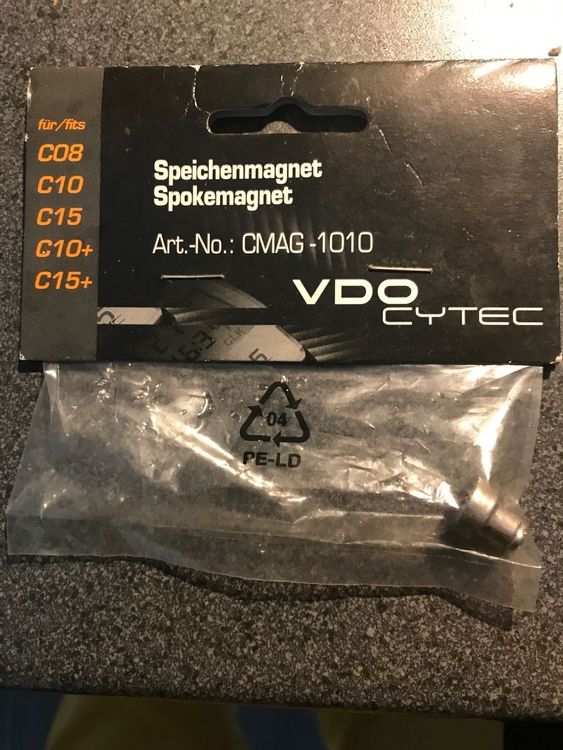 für/fits
C08
C10
C15
C10+
C15+
Speichenmagnet
Spokemagnet
Art.-No.: CMAG-1010
VDO
CYTEC
04
PE-LD